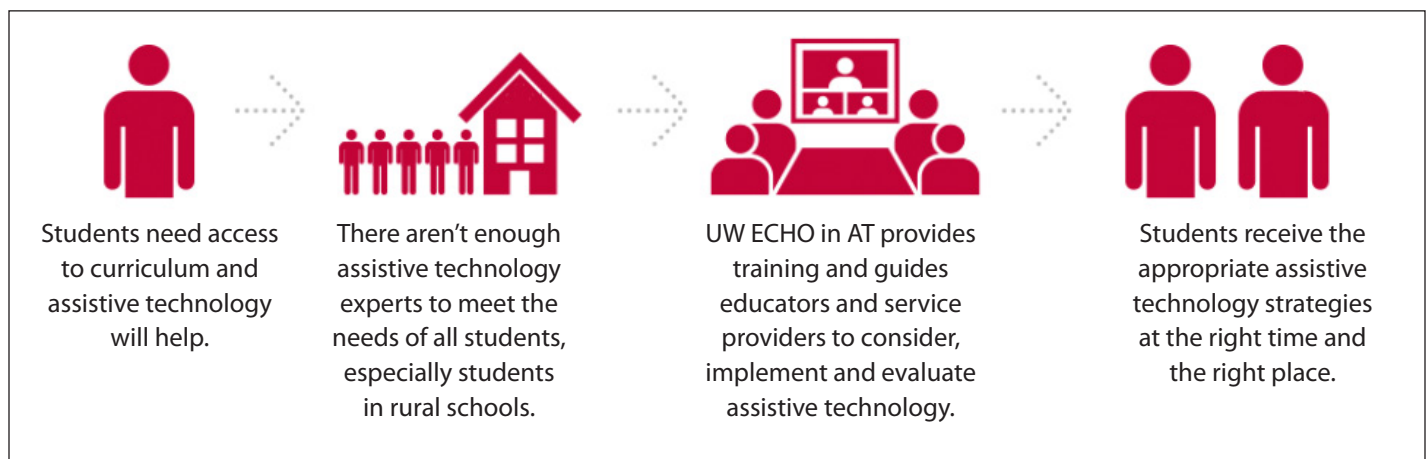 Students need access
to curriculum and
assistive technology
will help.
There aren’t enough
assistive technology
experts to meet the
needs of all students,
especially students
in rural schools.
UW ECHO in AT provides
training and guides
educators and service
providers to consider,
implement and evaluate
assistive technology.
Students receive the
appropriate assistive
technology strategies
at the right time and
the right place.